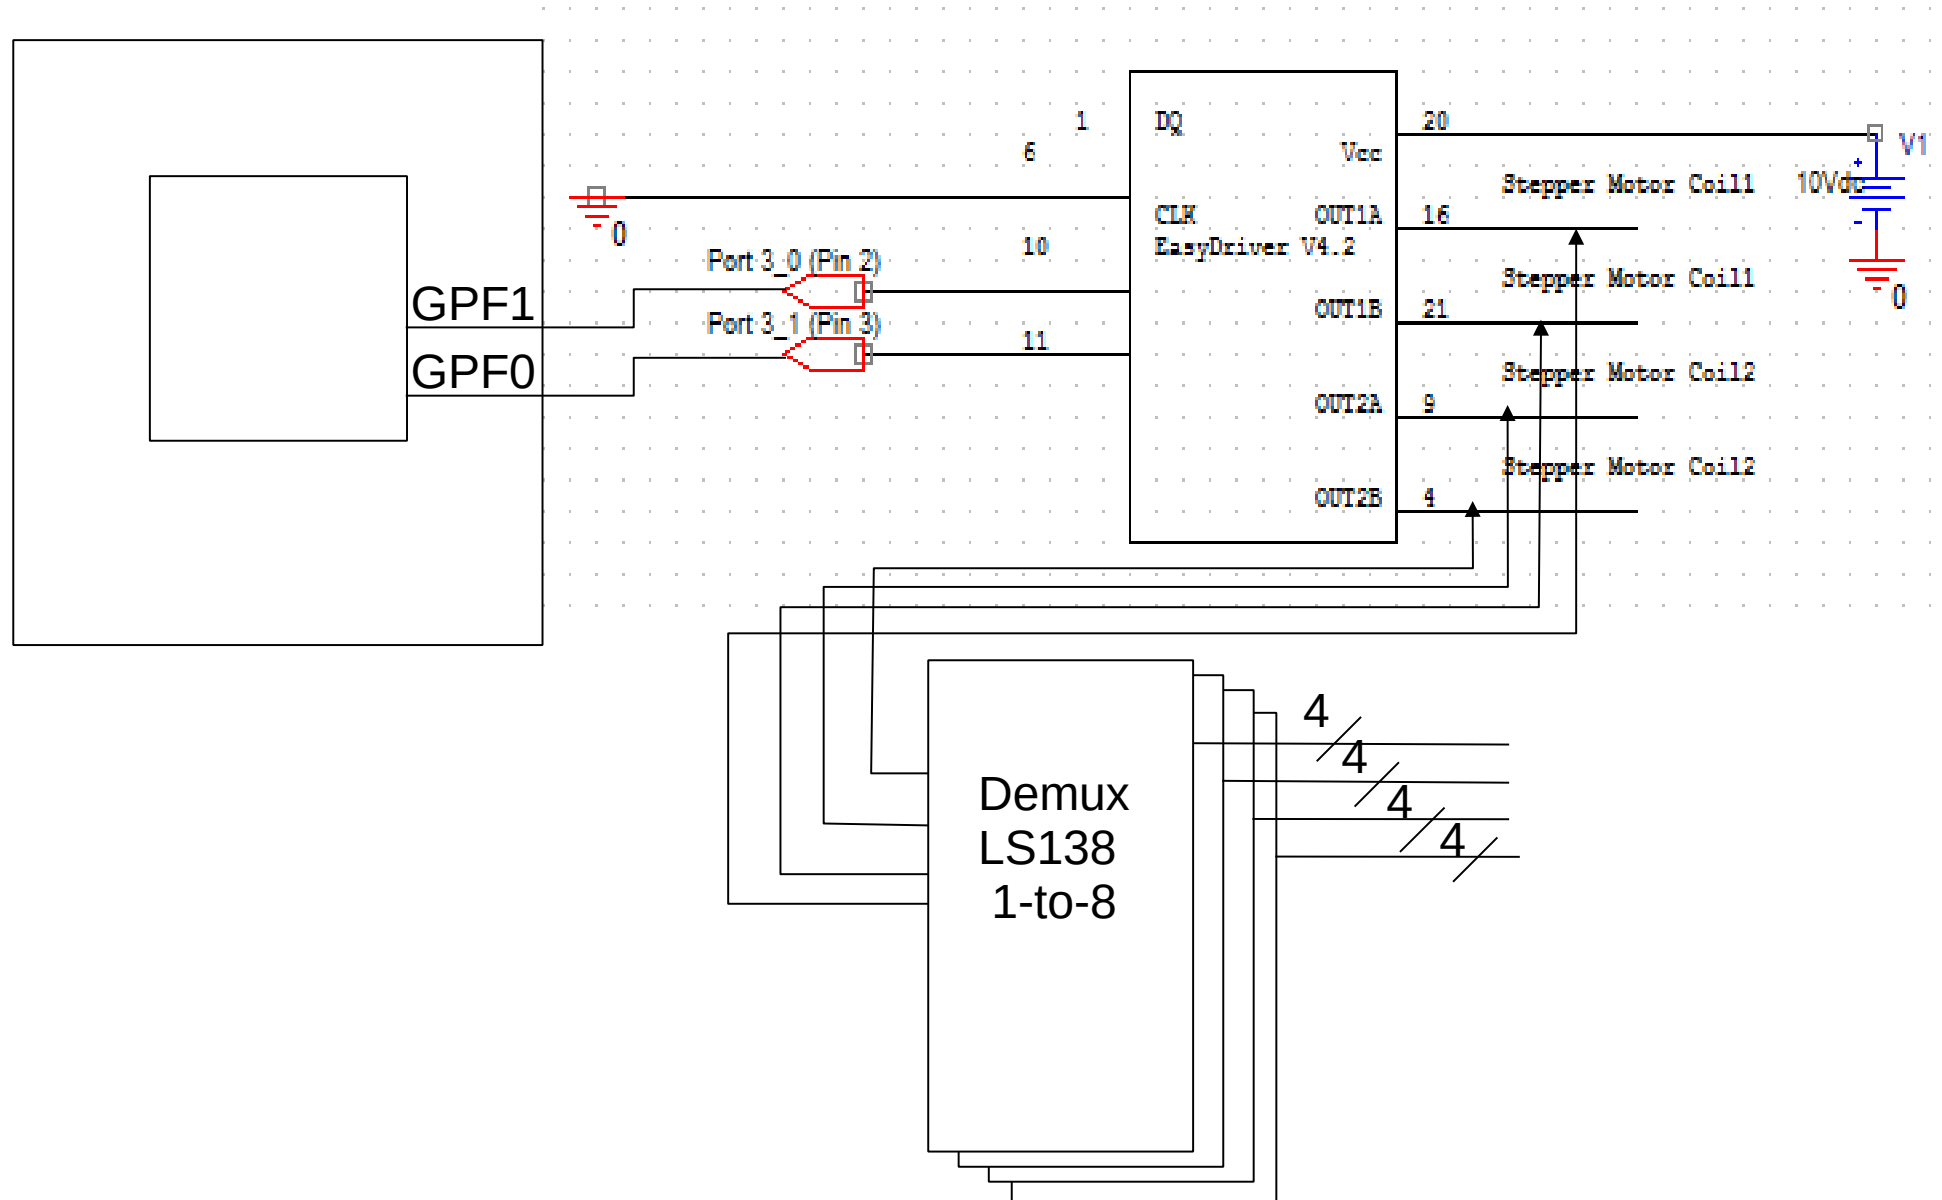 1
DQ
20
6
Vcc
V1
Stepper Motor Coil1
10Vdc
+
-
0
CLK
OUT1A
16
0
10
EasyDriver V4.2
Port 3_0 (Pin 2)
Stepper Motor Coil1
GPF1
OUT1B
21
Port 3_1 (Pin 3)
11
GPF0
Stepper Motor Coil2
OUT2A
9
Stepper Motor Coil2
OUT2B
4
4
4
4
4
Demux
LS138
1-to-8